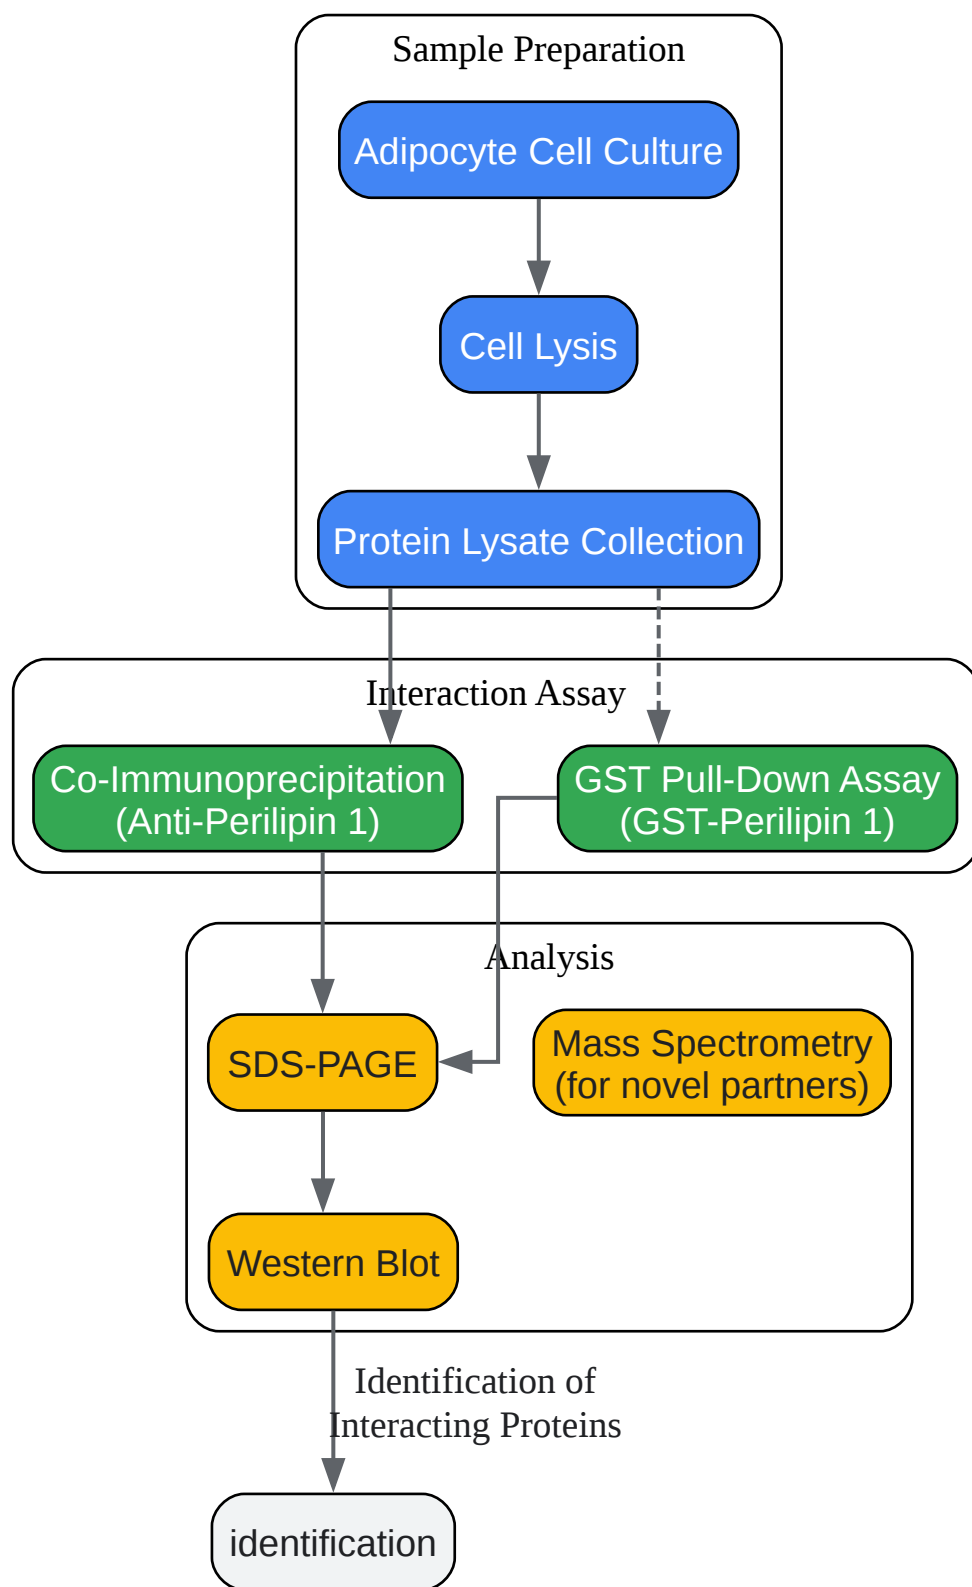 Sample Preparation
Adipocyte Cell Culture
Cell Lysis
Protein Lysate Collection
Interaction Assay
Co-Immunoprecipitation
(Anti-Perilipin 1)
GST Pull-Down Assay
(GST-Perilipin 1)
Analysis
SDS-PAGE
Mass Spectrometry
(for novel partners)
Western Blot
Identification of
Interacting Proteins
identification